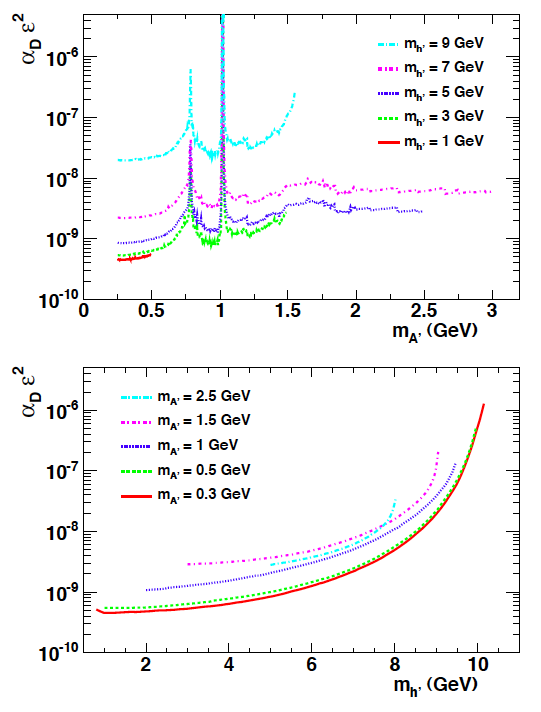 α_D ε²
10⁻⁶
10⁻⁷
10⁻⁸
10⁻⁹
10⁻¹⁰
m_h' = 9 GeV
m_h' = 7 GeV
m_h' = 5 GeV
m_h' = 3 GeV
m_h' = 1 GeV
0 0.5 1 1.5 2 2.5 3
m_A' (GeV)
α_D ε²
10⁻⁶
10⁻⁷
10⁻⁸
10⁻⁹
10⁻¹⁰
m_A' = 2.5 GeV
m_A' = 1.5 GeV
m_A' = 1 GeV
m_A' = 0.5 GeV
m_A' = 0.3 GeV
2 4 6 8 10
m_h' (GeV)